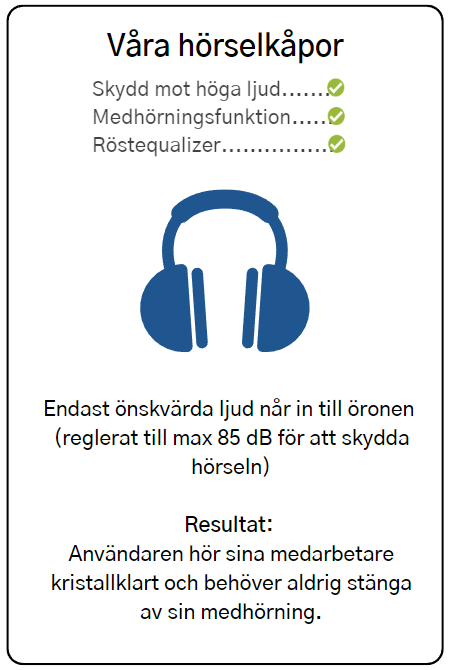 Våra hörselkåpor
Skydd mot höga ljud.......
Medhörningsfunktion......
Röstequalizer................
Endast önskvärda ljud når in till öronen
(reglerat till max 85 dB för att skydda
hörseln)
Resultat:
Användaren hör sina medarbetare
kristallklart och behöver aldrig stänga
av sin medhörning.